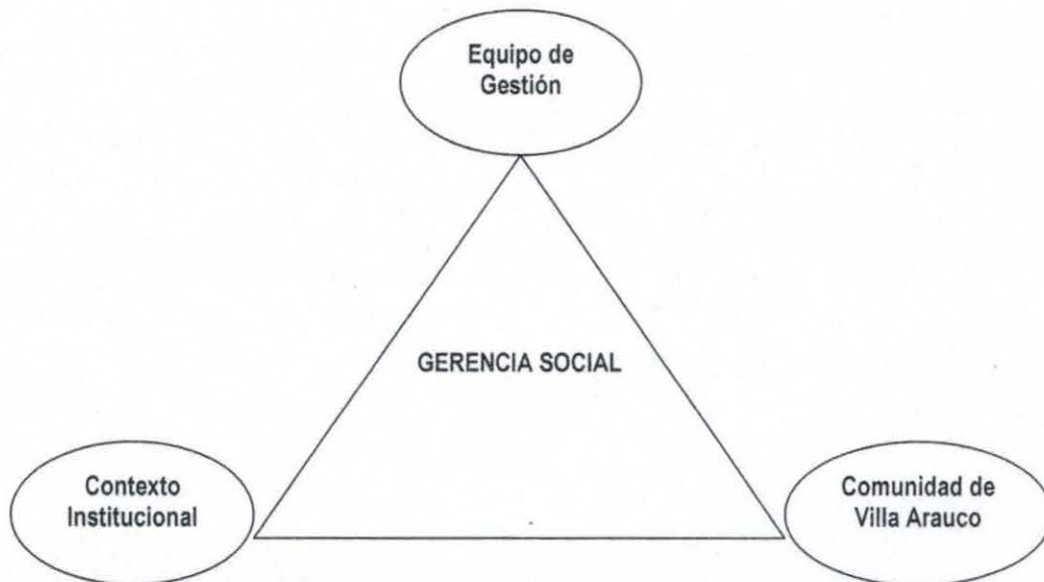 Equipo de
Gestión
GERENCIA SOCIAL
Contexto
Institucional
Comunidad de
Villa Arauco